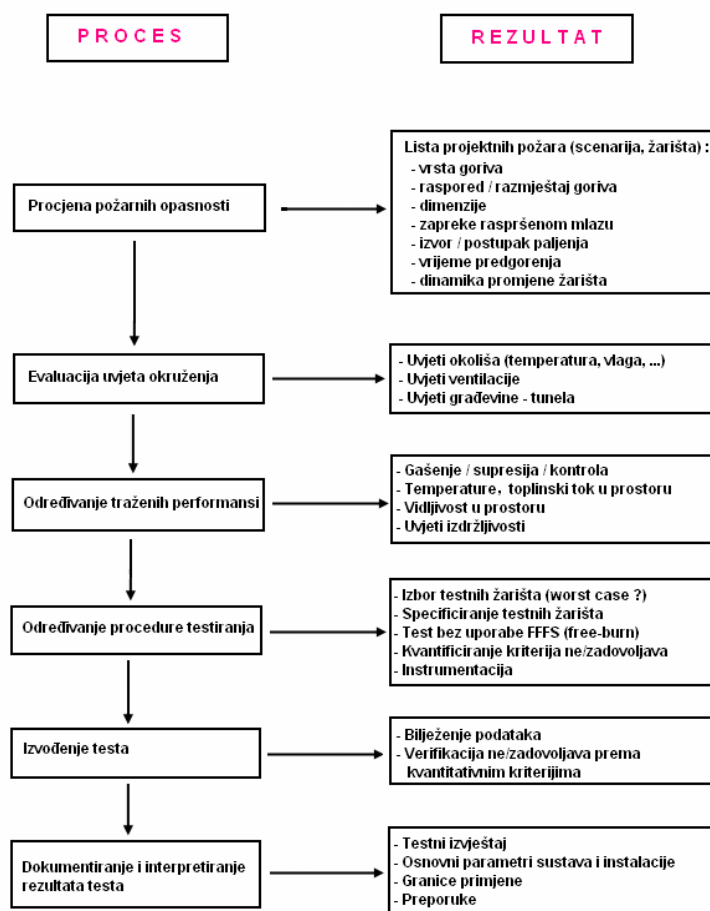 PROCES
REZULTAT
Procjena požarnih opasnosti
Lista projektnih požara (scenarija, žarišta) :
- vrsta goriva
- raspored / razmještaj goriva
- dimenzije
- zapreke raspršenom mlazu
- izvor / postupak paljenja
- vrijeme predgorenja
- dinamika promjene žarišta
Evaluacija uvjeta okruženja
- Uvjeti okoliša (temperatura, vlaga, ...)
- Uvjeti ventilacije
- Uvjeti građevine - tunela
Određivanje traženih performansi
- Gašenje / supresija / kontrola
- Temperature, toplinski tok u prostoru
- Vidljivost u prostoru
- Uvjeti izdržljivosti
Određivanje procedure testiranja
- Izbor testnih žarišta (worst case ?)
- Specificiranje testnih žarišta
- Test bez uporabe FFFS (free-burn)
- Kvantificiranje kriterija ne/zadovoljava
- Instrumentacija
Izvođenje testa
- Bilježenje podataka
- Verifikacija ne/zadovoljava prema
kvantitativnim kriterijima
Dokumentiranje i interpretiranje
rezultata testa
- Testni izvještaj
- Osnovni parametri sustava i instalacije
- Granice primjene
- Preporuke